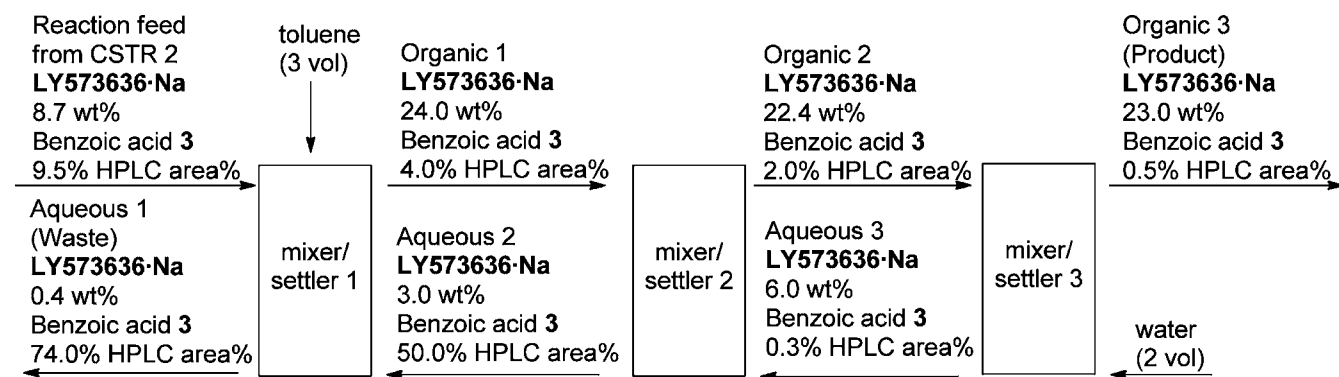 Reaction feed
from CSTR 2
LY573636·Na
8.7 wt%
Benzoic acid 3
9.5% HPLC area%
toluene
(3 vol)
Organic 1
LY573636·Na
24.0 wt%
Benzoic acid 3
4.0% HPLC area%
Organic 2
LY573636·Na
22.4 wt%
Benzoic acid 3
2.0% HPLC area%
Organic 3
(Product)
LY573636·Na
23.0 wt%
Benzoic acid 3
0.5% HPLC area%
Aqueous 1
(Waste)
LY573636·Na
0.4 wt%
Benzoic acid 3
74.0% HPLC area%
mixer/
settler 1
Aqueous 2
LY573636·Na
3.0 wt%
Benzoic acid 3
50.0% HPLC area%
mixer/
settler 2
Aqueous 3
LY573636·Na
6.0 wt%
Benzoic acid 3
0.3% HPLC area%
mixer/
settler 3
water
(2 vol)